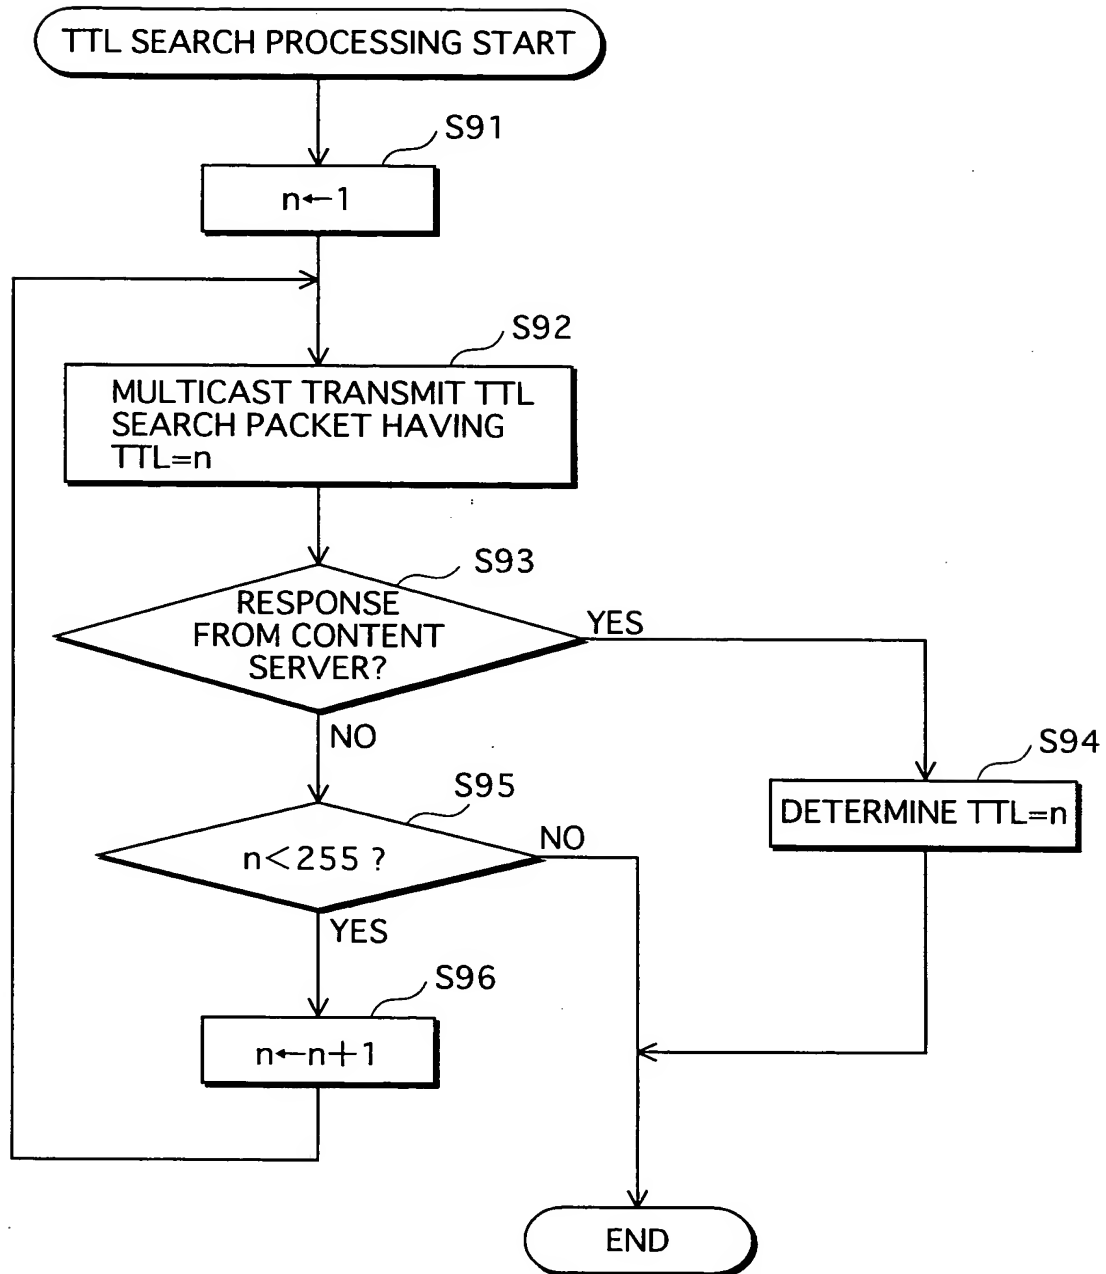 TTL SEARCH PROCESSING START
S91
n←1
S92
MULTICAST TRANSMIT TTL
SEARCH PACKET HAVING
TTL=n
S93
RESPONSE
FROM CONTENT
SERVER?
YES
NO
S94
DETERMINE TTL=n
S95
n<255 ?
NO
YES
S96
n←n+1
END